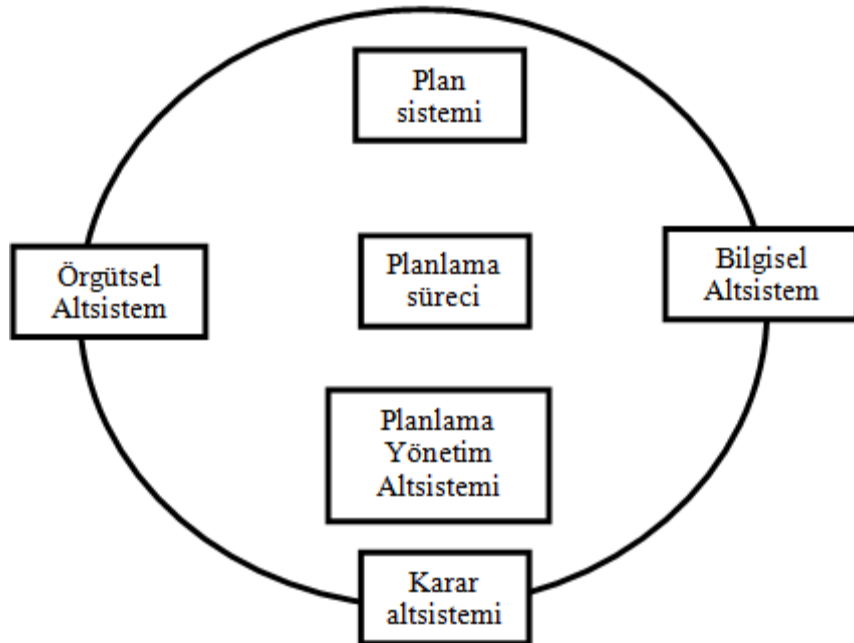 Plan
sistemi
Örgütsel
Altsistem
Planlama
süreci
Bilgisel
Altsistem
Planlama
Yönetim
Altsistemi
Karar
altsistemi